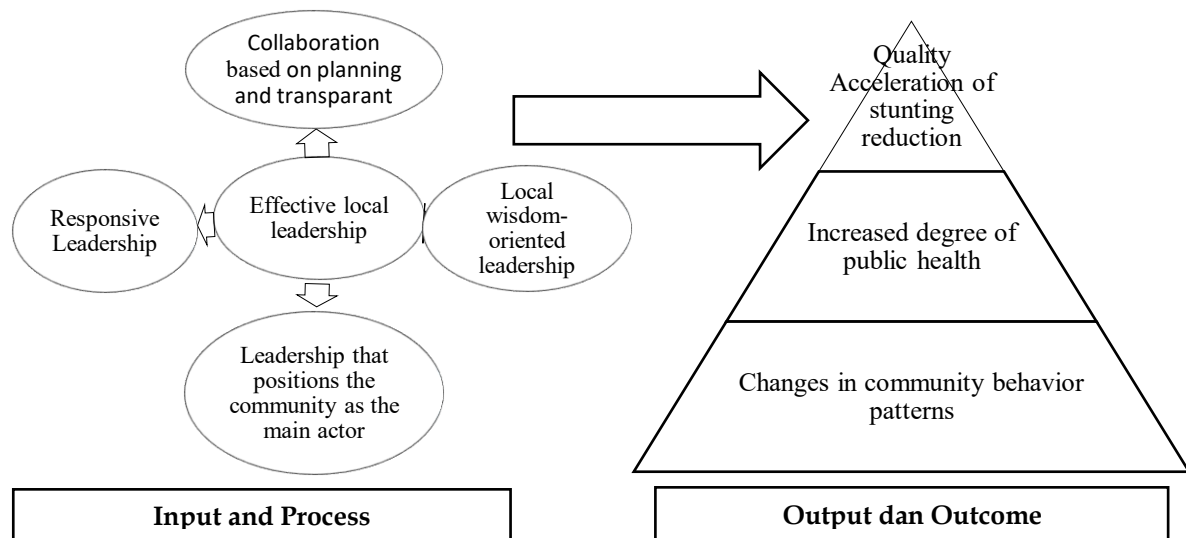 Collaboration
based on planning
and transparant
Responsive
Leadership
Effective local
leadership
Local
wisdom-
oriented
leadership
Leadership that
positions the
community as the
main actor
Input and Process
Quality
Acceleration of
stunting
reduction
Increased degree of
public health
Changes in community behavior
patterns
Output dan Outcome